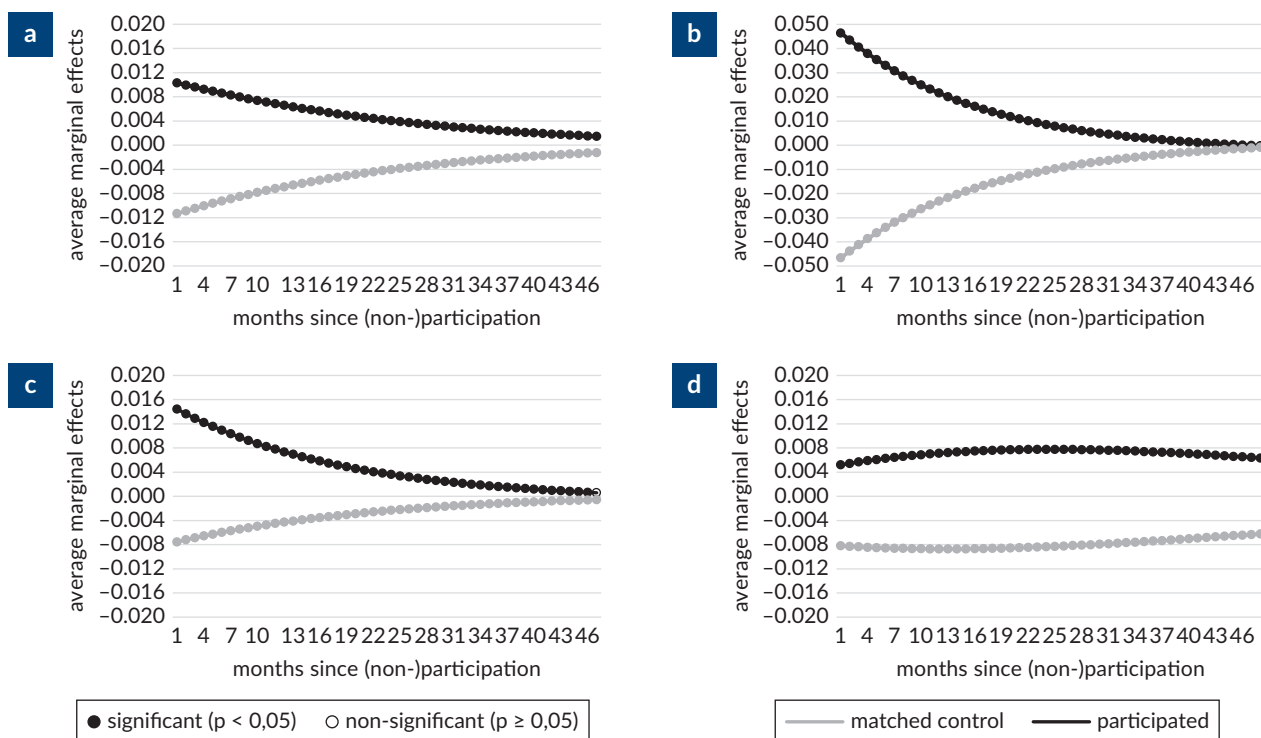 a
average marginal effects
0.020
0.016
0.012
0.008
0.004
0.000
−0.004
−0.008
−0.012
−0.016
−0.020
1 4 7 10 13 16 19 22 25 28 31 34 37 40 43 46
months since (non-)participation
b
average marginal effects
0.050
0.040
0.030
0.020
0.010
0.000
−0.010
−0.020
−0.030
−0.040
−0.050
1 4 7 10 13 16 19 22 25 28 31 34 37 40 43 46
months since (non-)participation
c
average marginal effects
0.020
0.016
0.012
0.008
0.004
0.000
−0.004
−0.008
−0.012
−0.016
−0.020
1 4 7 10 13 16 19 22 25 28 31 34 37 40 43 46
months since (non-)participation
d
average marginal effects
0.020
0.016
0.012
0.008
0.004
0.000
−0.004
−0.008
−0.012
−0.016
−0.020
1 4 7 10 13 16 19 22 25 28 31 34 37 40 43 46
months since (non-)participation
significant (p < 0,05) non-significant (p ≥ 0,05)
matched control participated